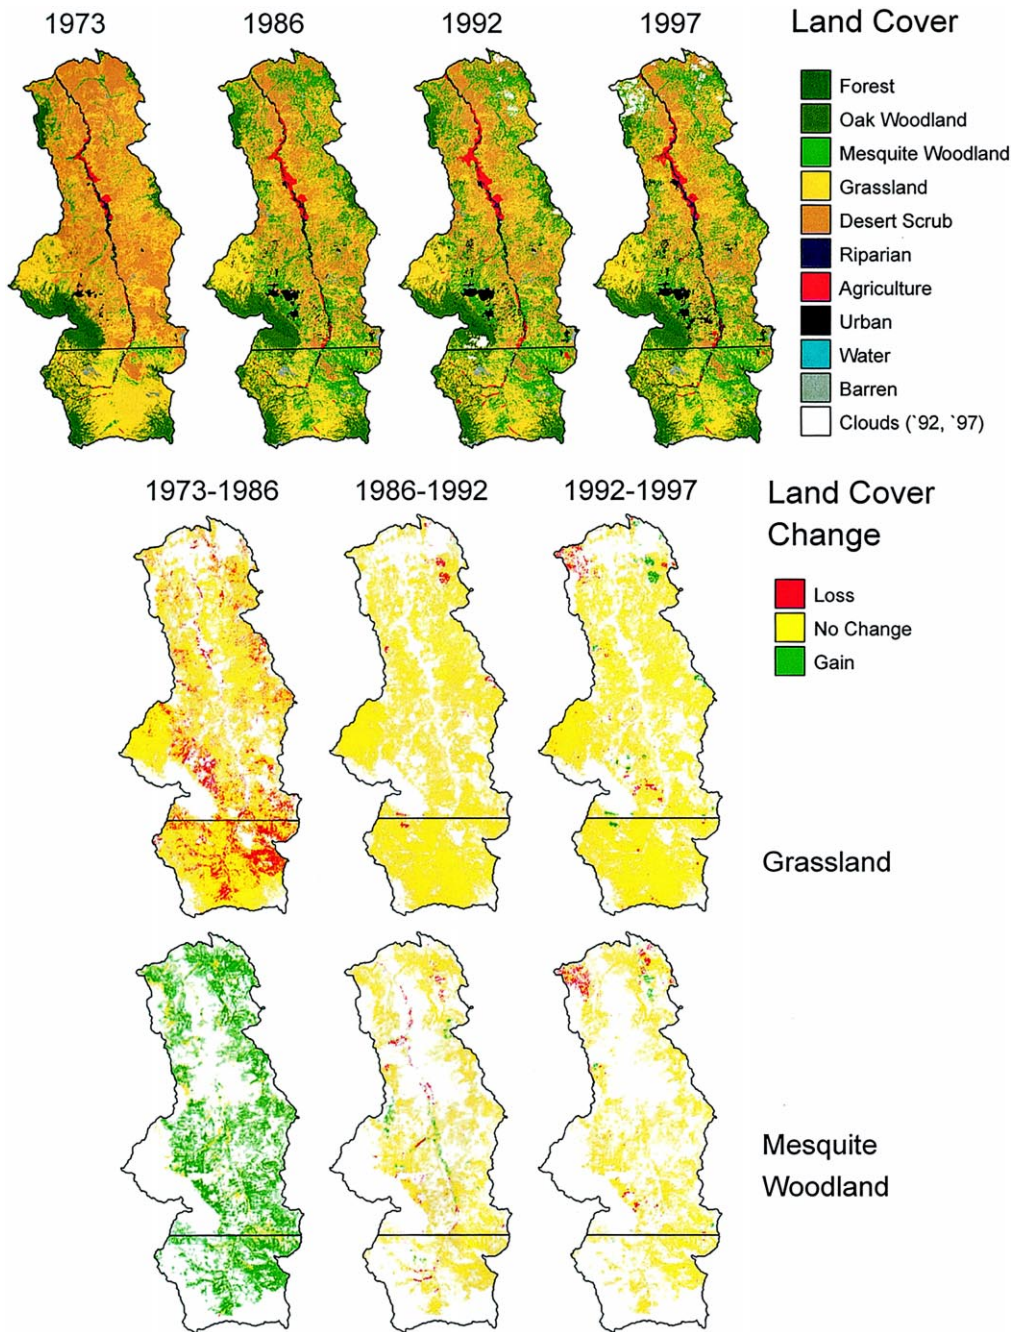 1973
1986
1992
1997
Land Cover
Forest
Oak Woodland
Mesquite Woodland
Grassland
Desert Scrub
Riparian
Agriculture
Urban
Water
Barren
Clouds (`92, `97)
1973-1986
1986-1992
1992-1997
Land Cover
Change
Loss
No Change
Gain
Grassland
Mesquite
Woodland